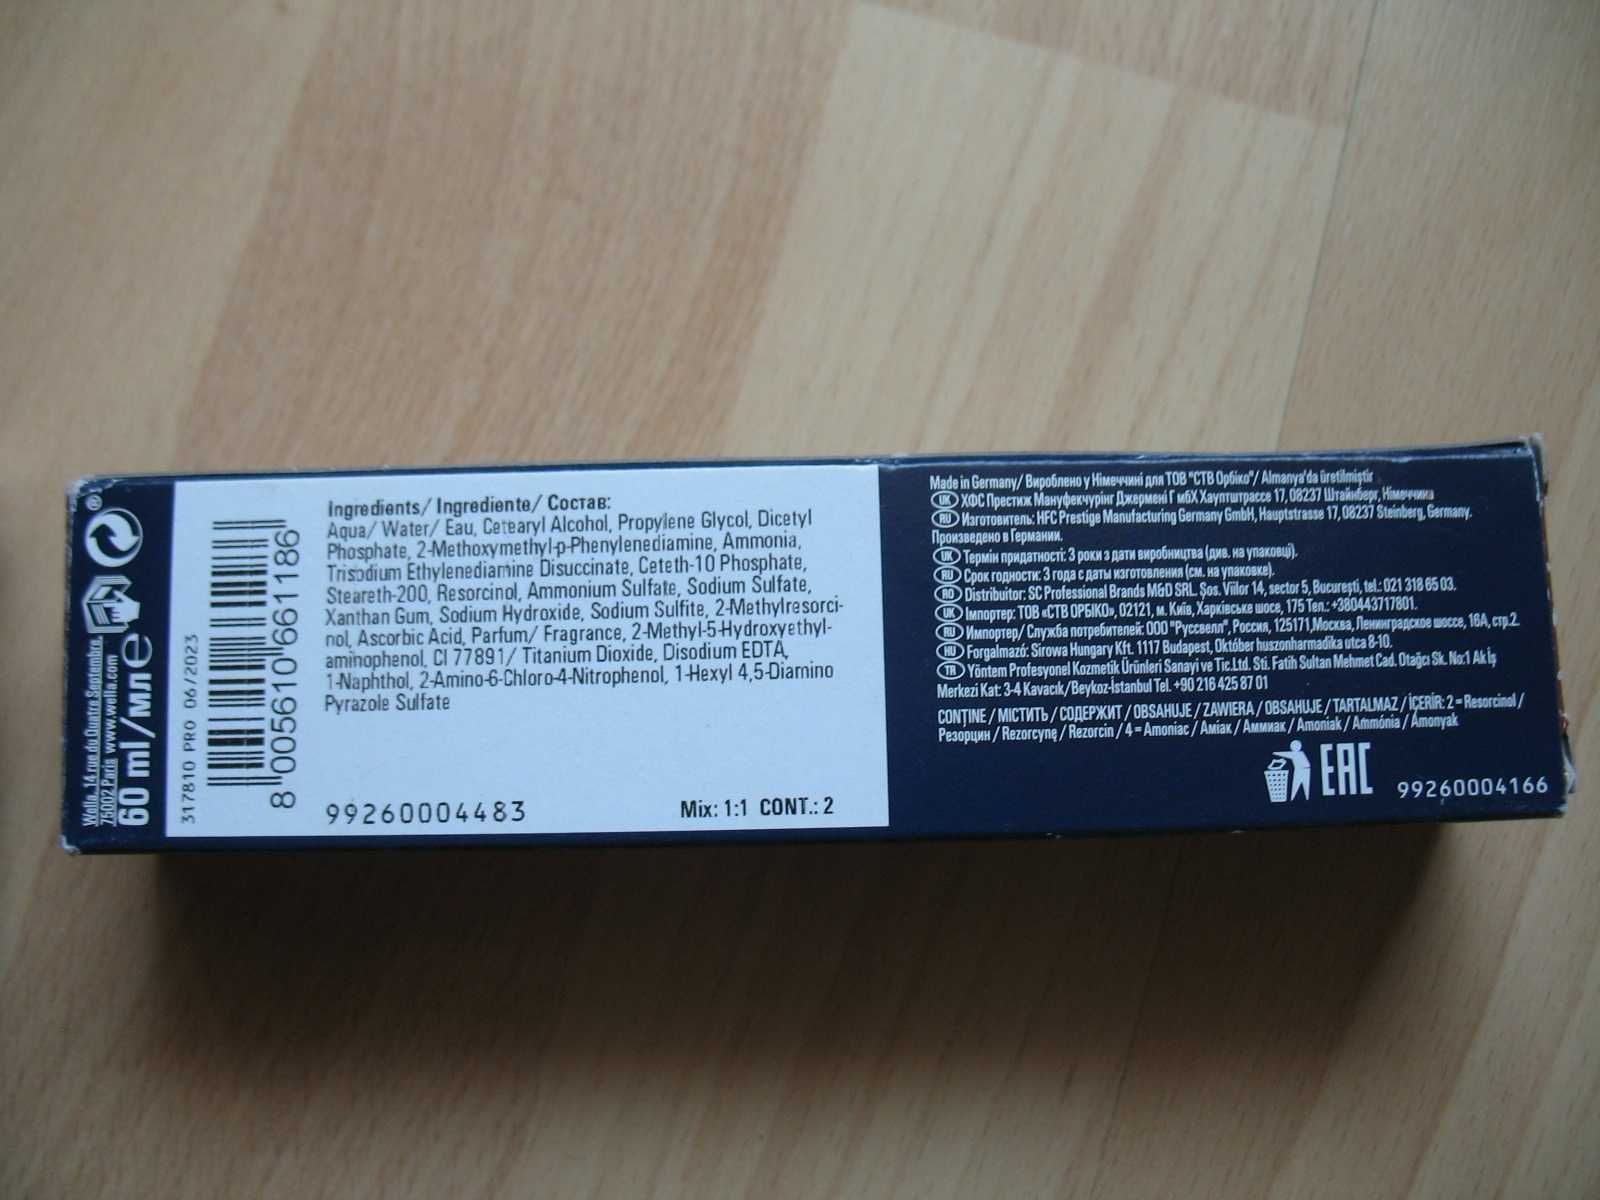 Wella, 14 rue du Quatre Septembre,
75002 Paris www.wella.com
60 ml/мл e
®
317810 PRO 06/2023
8 005610 661186
Ingredients/ Ingrediente/ Состав:
Aqua/ Water/ Eau, Cetearyl Alcohol, Propylene Glycol, Dicetyl
Phosphate, 2-Methoxymethyl-p-Phenylenediamine, Ammonia,
Trisodium Ethylenediamine Disuccinate, Ceteth-10 Phosphate,
Steareth-200, Resorcinol, Ammonium Sulfate, Sodium Sulfate,
Xanthan Gum, Sodium Hydroxide, Sodium Sulfite, 2-Methylresorci-
nol, Ascorbic Acid, Parfum/ Fragrance, 2-Methyl-5-Hydroxyethyl-
aminophenol, CI 77891/ Titanium Dioxide, Disodium EDTA,
1-Naphthol, 2-Amino-6-Chloro-4-Nitrophenol, 1-Hexyl 4,5-Diamino
Pyrazole Sulfate
99260004483
Mix: 1:1 CONT.: 2
Made in Germany/ Вироблено у Німеччині для ТОВ "СТВ Орбіко"/ Almanya'da üretilmiştir
UK ХФС Престиж Мануфекчурінг Джермені Г мбХ Хауптштрассе 17, 08237 Штайнберг, Німеччина
RU Изготовитель: HFC Prestige Manufacturing Germany GmbH, Hauptstrasse 17, 08237 Steinberg, Germany.
Произведено в Германии.
UK Термін придатності: 3 роки з дати виробництва (див. на упаковці).
RU Срок годности: 3 года с даты изготовления (см. на упаковке).
RO Distribuitor: SC Professional Brands M&D SRL, Șos. Viilor 14, sector 5, București, tel.: 021 318 65 03.
UK Імпортер: ТОВ «СТВ ОРБІКО», 02121, м. Київ, Харківське шосе, 175 Тел.: +380443717801.
RU Импортер/ Служба потребителей: ООО "Руссвелл", Россия, 125171,Москва, Ленинградское шоссе, 16А, стр.2.
HU Forgalmazó: Sirowa Hungary Kft. 1117 Budapest, Október huszonharmadika utca 8-10.
TR Yöntem Profesyonel Kozmetik Ürünleri Sanayi ve Tic.Ltd. Sti. Fatih Sultan Mehmet Cad. Otağcı Sk. No:1 Ak İş
Merkezi Kat: 3-4 Kavacık/Beykoz-İstanbul Tel. +90 216 425 87 01
CONȚINE / МІСТИТЬ / СОДЕРЖИТ / OBSAHUJE / ZAWIERA / OBSAHUJE / TARTALMAZ / İÇERİR: 2 = Resorcinol /
Резорцин / Rezorcynę / Rezorcin / 4 = Amoniac / Аміак / Аммиак / Amoniak / Ammónia / Amonyak
EAC
99260004166